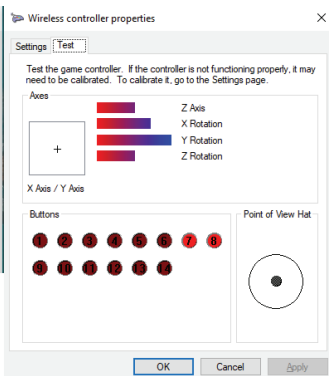 Wireless controller properties
Settings Test
Test the game controller. If the controller is not functioning properly, it may
need to be calibrated. To calibrate it, go to the Settings page.
Axes
Z Axis
X Rotation
Y Rotation
Z Rotation
X Axis / Y Axis
Buttons
1 2 3 4 5 6 7 8
9 10 11 12 13 14
Point of View Hat
OK Cancel Apply